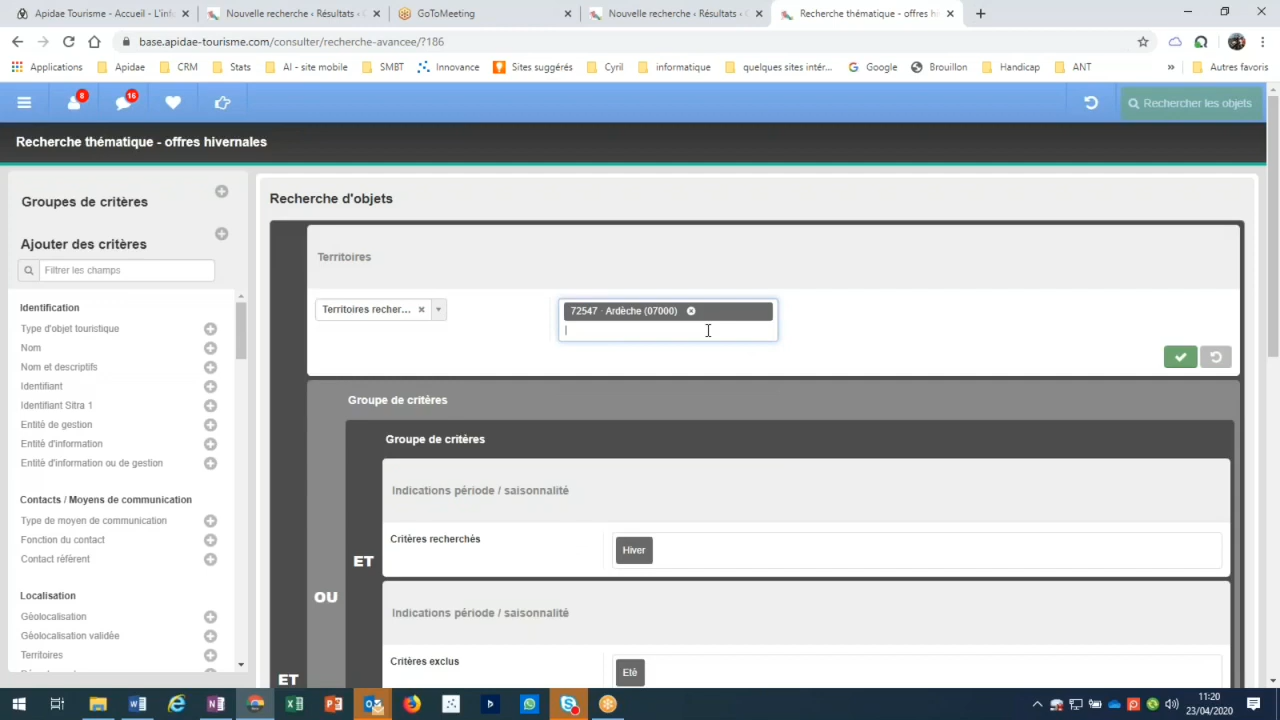 Apidae Tourisme - Accueil - L'info
Nouvelle recherche ‹ Résultats ‹
GoToMeeting
Nouvelle recherche ‹ Résultats ‹
Recherche thématique - offres h
base.apidae-tourisme.com/consulter/recherche-avancee/?186
Applications
Apidae
CRM
Stats
AI - site mobile
SMBT
Innovance
Sites suggérés
Cyril
informatique
quelques sites intér...
Google
Brouillon
Handicap
ANT
»
Autres favoris
8
16
Rechercher les objets
Recherche thématique - offres hivernales
Groupes de critères
Ajouter des critères
Filtrer les champs
Identification
Type d'objet touristique
Nom
Nom et descriptifs
Identifiant
Identifiant Sitra 1
Entité de gestion
Entité d'information
Entité d'information ou de gestion
Contacts / Moyens de communication
Type de moyen de communication
Fonction du contact
Contact référent
Localisation
Géolocalisation
Géolocalisation validée
Territoires
Recherche d'objets
Territoires
Territoires recher...
72547 · Ardèche (07000)
Groupe de critères
Groupe de critères
Indications période / saisonnalité
Critères recherchés
Hiver
ET
Indications période / saisonnalité
OU
Critères exclus
Eté
ET
11:20
23/04/2020